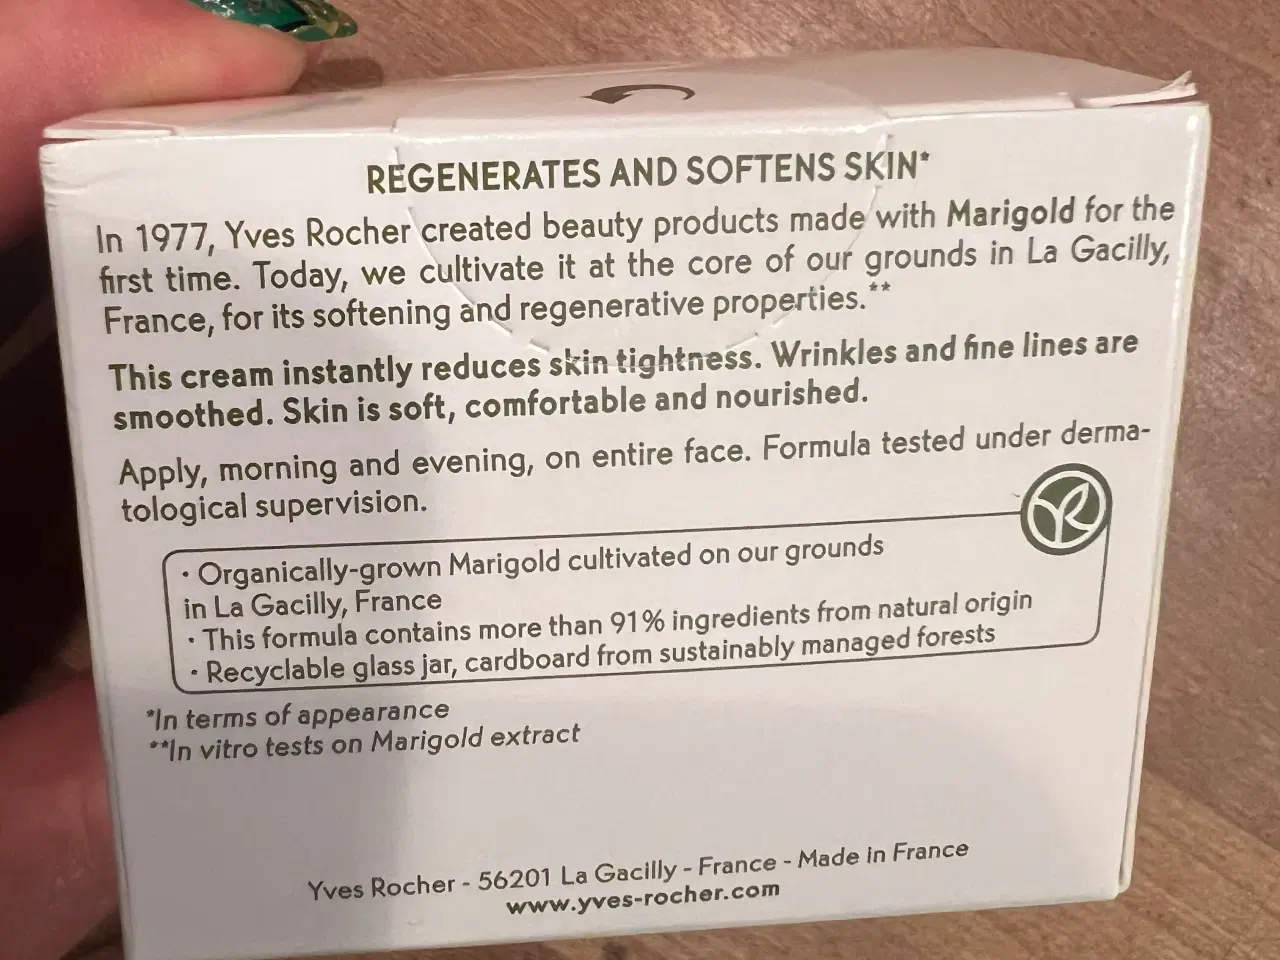 REGENERATES AND SOFTENS SKIN*
In 1977, Yves Rocher created beauty products made with Marigold for the
first time. Today, we cultivate it at the core of our grounds in La Gacilly,
France, for its softening and regenerative properties.**
This cream instantly reduces skin tightness. Wrinkles and fine lines are
smoothed. Skin is soft, comfortable and nourished.
Apply, morning and evening, on entire face. Formula tested under derma-
tological supervision.
• Organically-grown Marigold cultivated on our grounds
in La Gacilly, France
• This formula contains more than 91% ingredients from natural origin
• Recyclable glass jar, cardboard from sustainably managed forests
*In terms of appearance
**In vitro tests on Marigold extract
Yves Rocher - 56201 La Gacilly - France - Made in France
www.yves-rocher.com